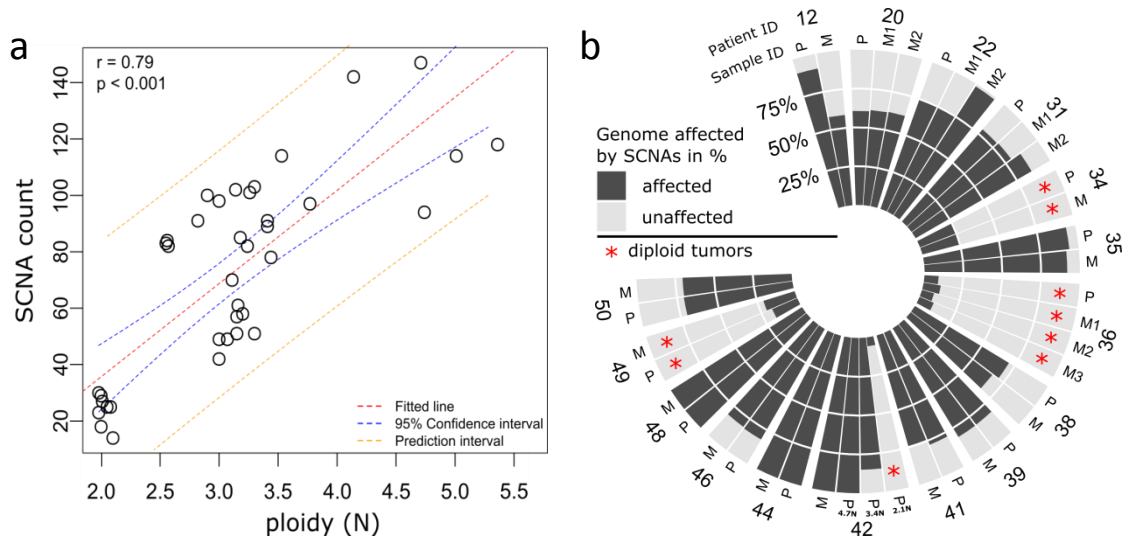 a
r = 0.79
p < 0.001
SCNA count
20
40
60
80
100
120
140
2.0 2.5 3.0 3.5 4.0 4.5 5.0 5.5
ploidy (N)
Fitted line
95% Confidence interval
Prediction interval
b
Patient ID
Sample ID
75%
50%
25%
Genome affected
by SCNAs in %
affected
unaffected
* diploid tumors
12
P M
20
P M1 M2
22
P M1 M2
31
P M1 M2
34
P M
35
P M
36
P M1 M2 M3
38
P M
39
P M
41
P M
42
P 2.1N
P 3.4N
P 4.7N
M
44
P M
46
P M
48
P M
49
P M
50
P M